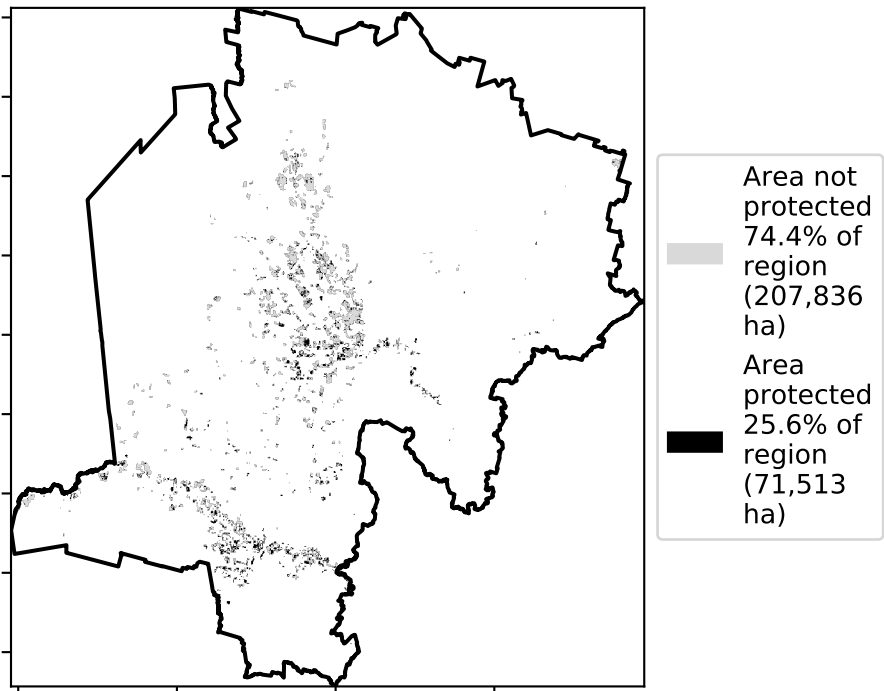 Area not
protected
74.4% of
region
(207,836
ha)
Area
protected
25.6% of
region
(71,513
ha)